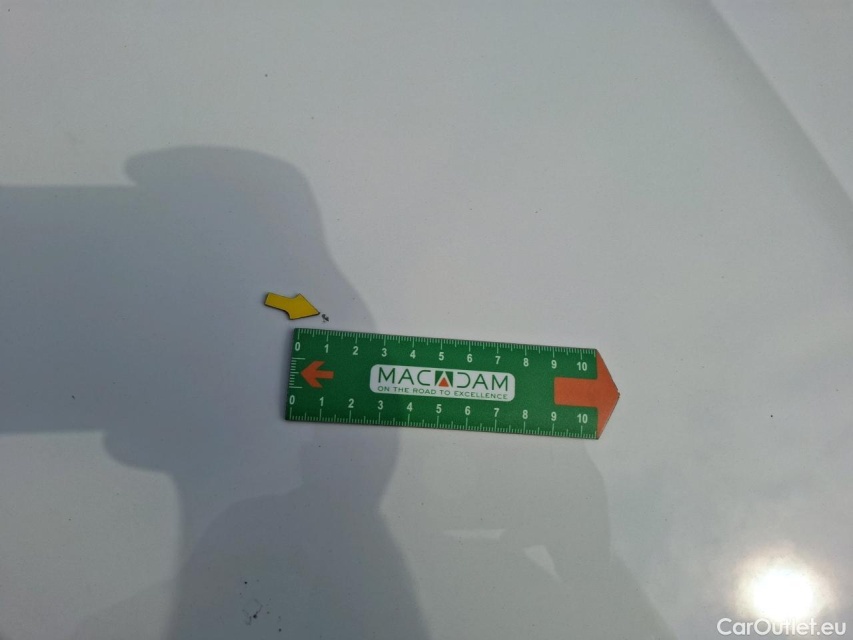 0 1 2 3 4 5 6 7 8 9 10
MACADAM
ON THE ROAD TO EXCELLENCE
0 1 2 3 4 5 6 7 8 9 10
CarOutlet.eu